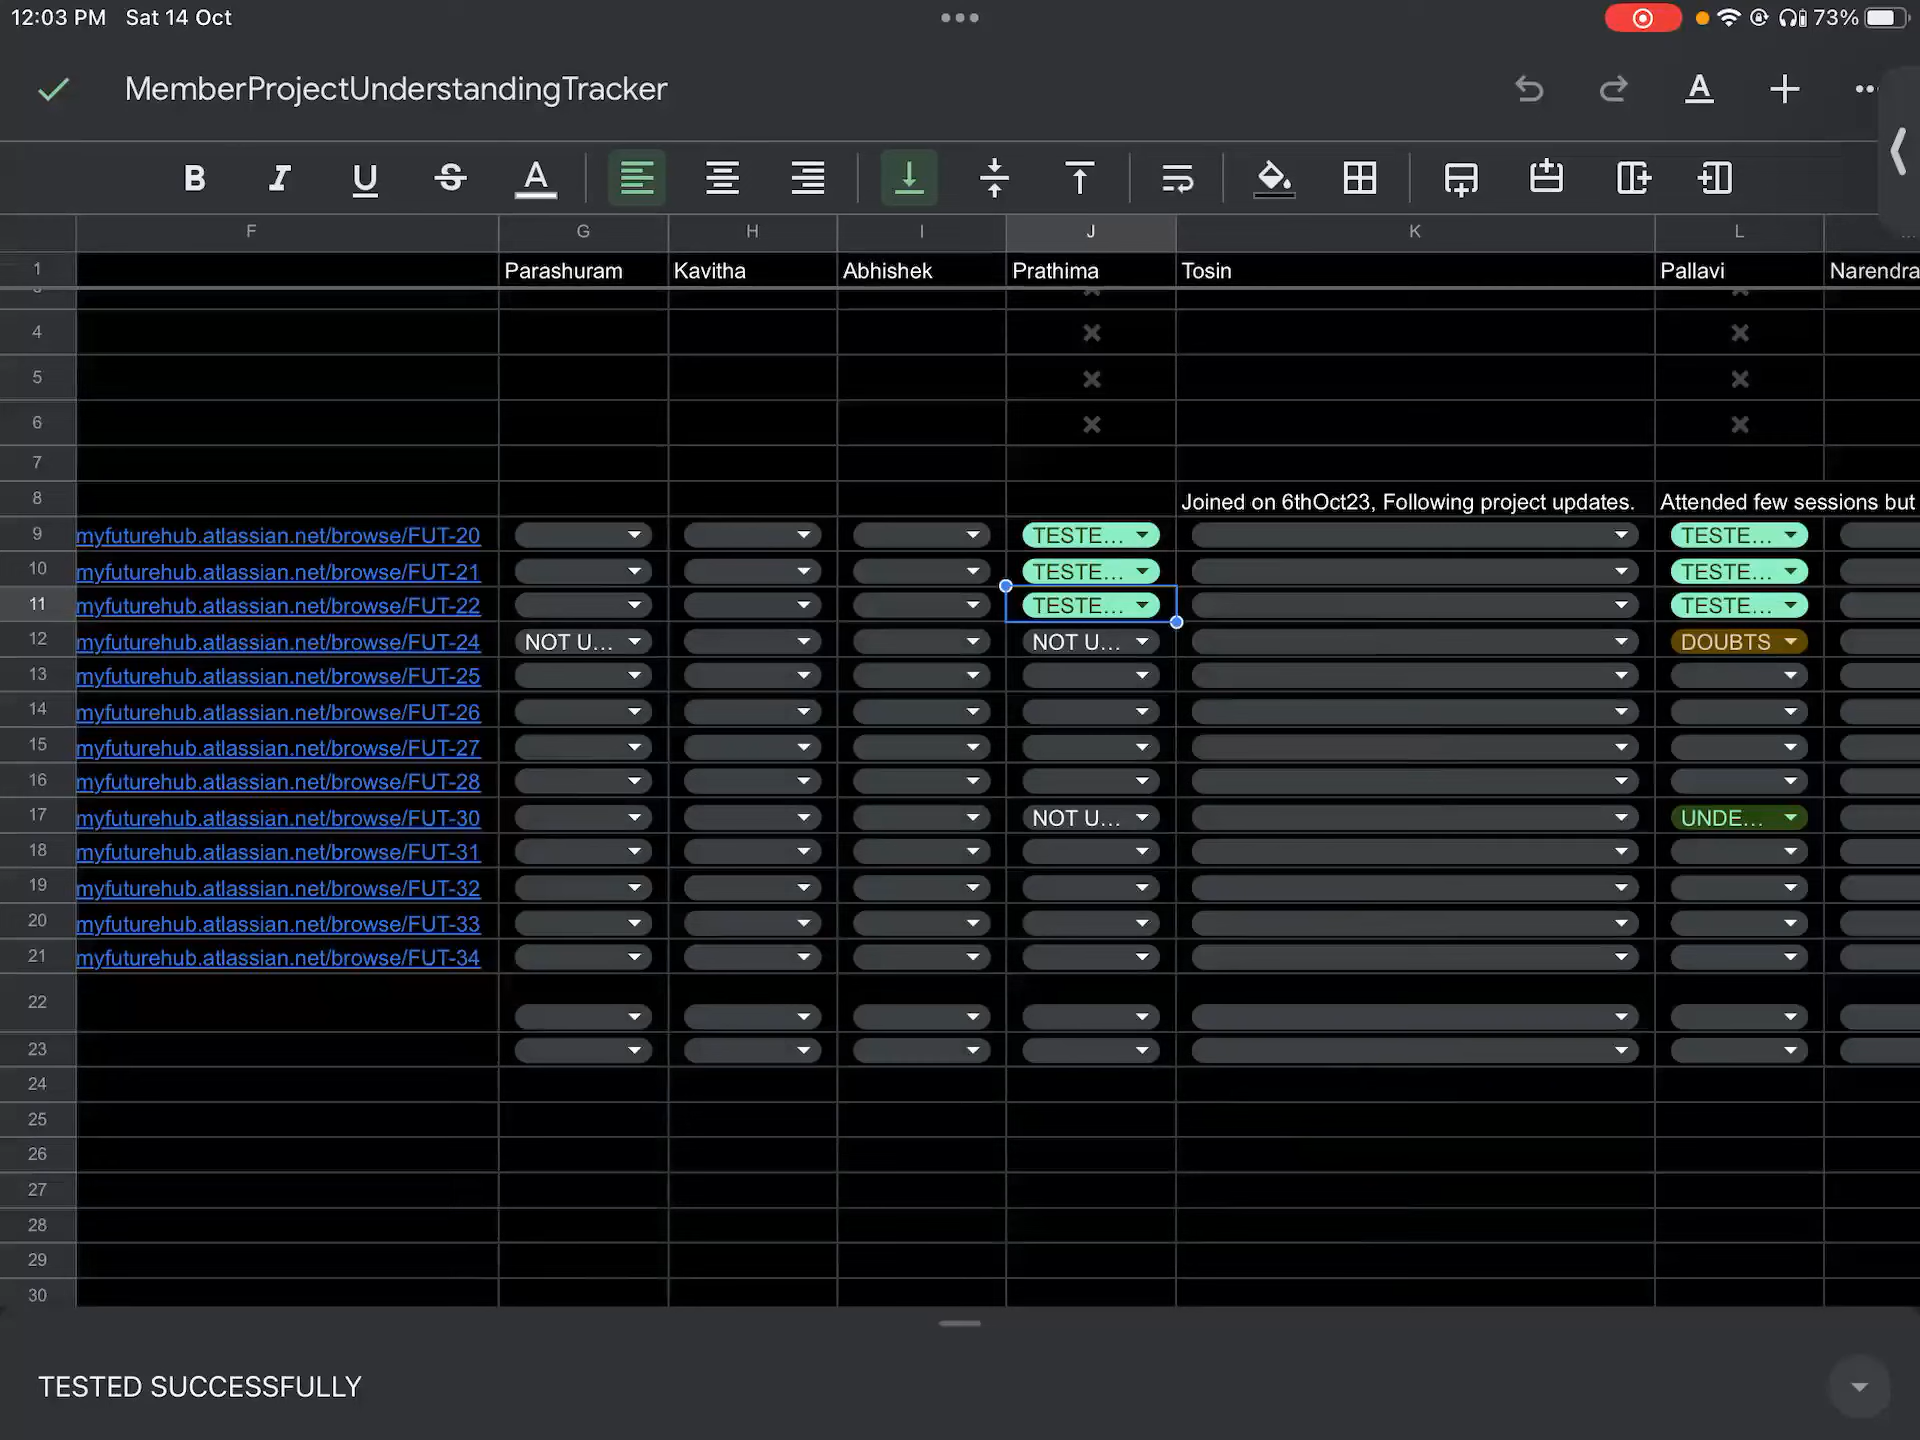 12:03 PM Sat 14 Oct 73%
MemberProjectUnderstandingTracker
B I U S A
F G H I J K L
1 Parashuram Kavitha Abhishek Prathima Tosin Pallavi Narendra
4
5
6
7
8 Joined on 6thOct23, Following project updates. Attended few sessions but
9 myfuturehub.atlassian.net/browse/FUT-20 TESTE... TESTE...
10 myfuturehub.atlassian.net/browse/FUT-21 TESTE... TESTE...
11 myfuturehub.atlassian.net/browse/FUT-22 TESTE... TESTE...
12 myfuturehub.atlassian.net/browse/FUT-24 NOT U... NOT U... DOUBTS
13 myfuturehub.atlassian.net/browse/FUT-25
14 myfuturehub.atlassian.net/browse/FUT-26
15 myfuturehub.atlassian.net/browse/FUT-27
16 myfuturehub.atlassian.net/browse/FUT-28
17 myfuturehub.atlassian.net/browse/FUT-30 NOT U... UNDE...
18 myfuturehub.atlassian.net/browse/FUT-31
19 myfuturehub.atlassian.net/browse/FUT-32
20 myfuturehub.atlassian.net/browse/FUT-33
21 myfuturehub.atlassian.net/browse/FUT-34
22
23
24
25
26
27
28
29
30
TESTED SUCCESSFULLY